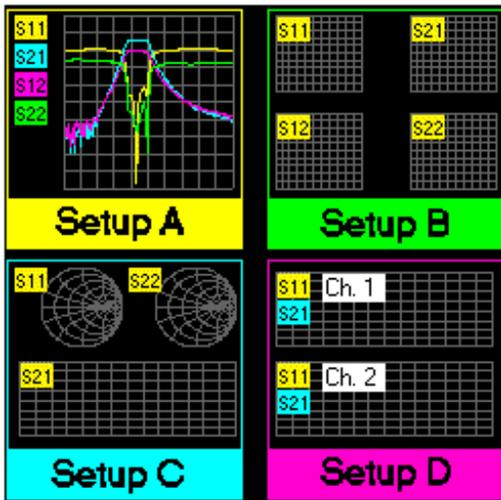 S11
S21
S12
S22
Setup A
S11 S21
S12 S22
Setup B
S11 S22
S21
Setup C
S11 Ch. 1
S21
S11 Ch. 2
S21
Setup D